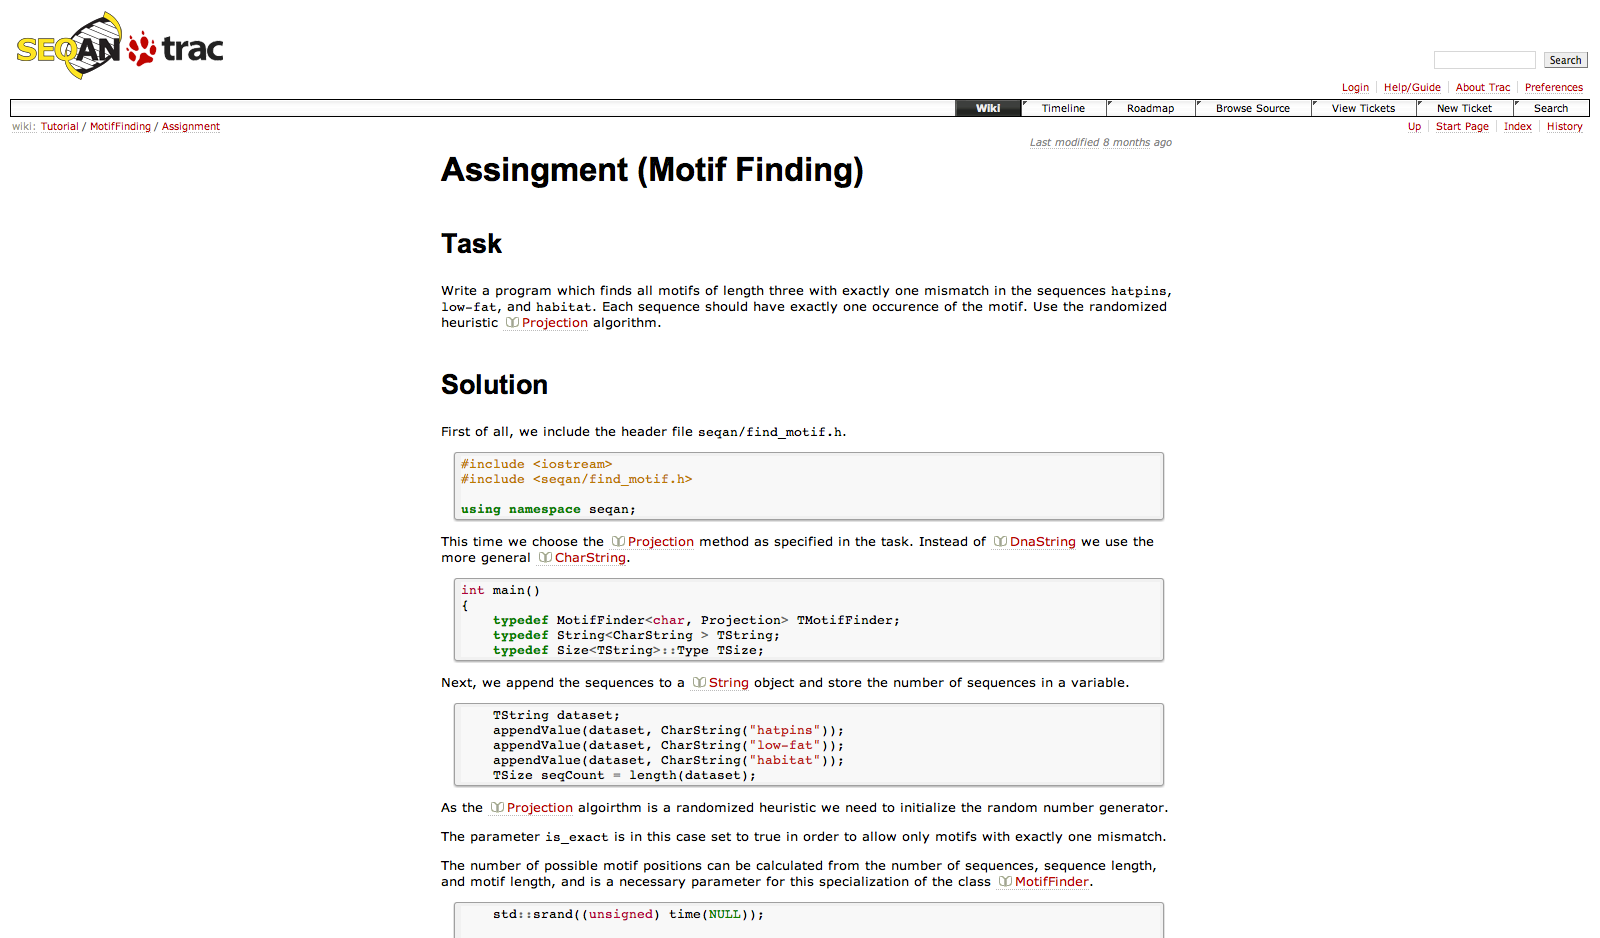 SEQAN trac
Search
Login Help/Guide About Trac Preferences
Wiki Timeline Roadmap Browse Source View Tickets New Ticket Search
wiki: Tutorial / MotifFinding / Assignment
Up Start Page Index History
Last modified 8 months ago
Assingment (Motif Finding)
Task
Write a program which finds all motifs of length three with exactly one mismatch in the sequences hatpins,
low-fat, and habitat. Each sequence should have exactly one occurence of the motif. Use the randomized
heuristic Projection algorithm.
Solution
First of all, we include the header file seqan/find_motif.h.
#include <iostream>
#include <seqan/find_motif.h>
using namespace seqan;
This time we choose the Projection method as specified in the task. Instead of DnaString we use the
more general CharString.
int main()
{
    typedef MotifFinder<char, Projection> TMotifFinder;
    typedef String<CharString > TString;
    typedef Size<TString>::Type TSize;
Next, we append the sequences to a String object and store the number of sequences in a variable.
    TString dataset;
    appendValue(dataset, CharString("hatpins"));
    appendValue(dataset, CharString("low-fat"));
    appendValue(dataset, CharString("habitat"));
    TSize seqCount = length(dataset);
As the Projection algoirthm is a randomized heuristic we need to initialize the random number generator.
The parameter is_exact is in this case set to true in order to allow only motifs with exactly one mismatch.
The number of possible motif positions can be calculated from the number of sequences, sequence length,
and motif length, and is a necessary parameter for this specialization of the class MotifFinder.
    std::srand((unsigned) time(NULL));